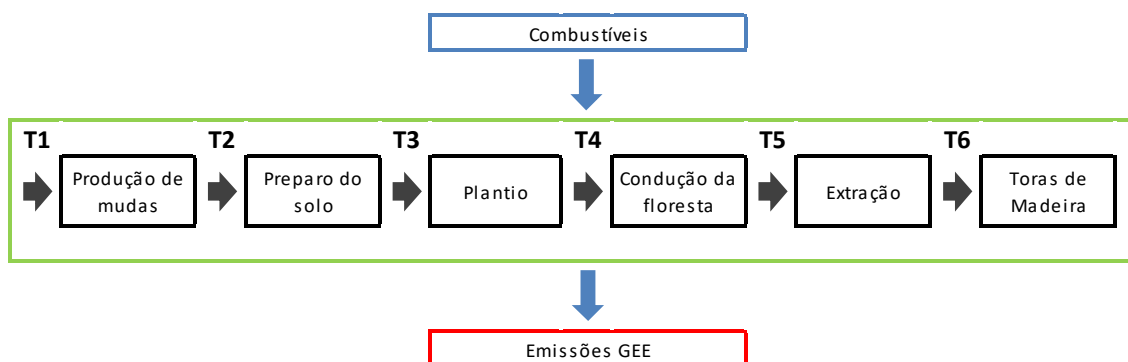 Combustíveis
T1 T2 T3 T4 T5 T6
Produção de
mudas
Preparo do
solo
Plantio
Condução da
floresta
Extração
Toras de
Madeira
Emissões GEE